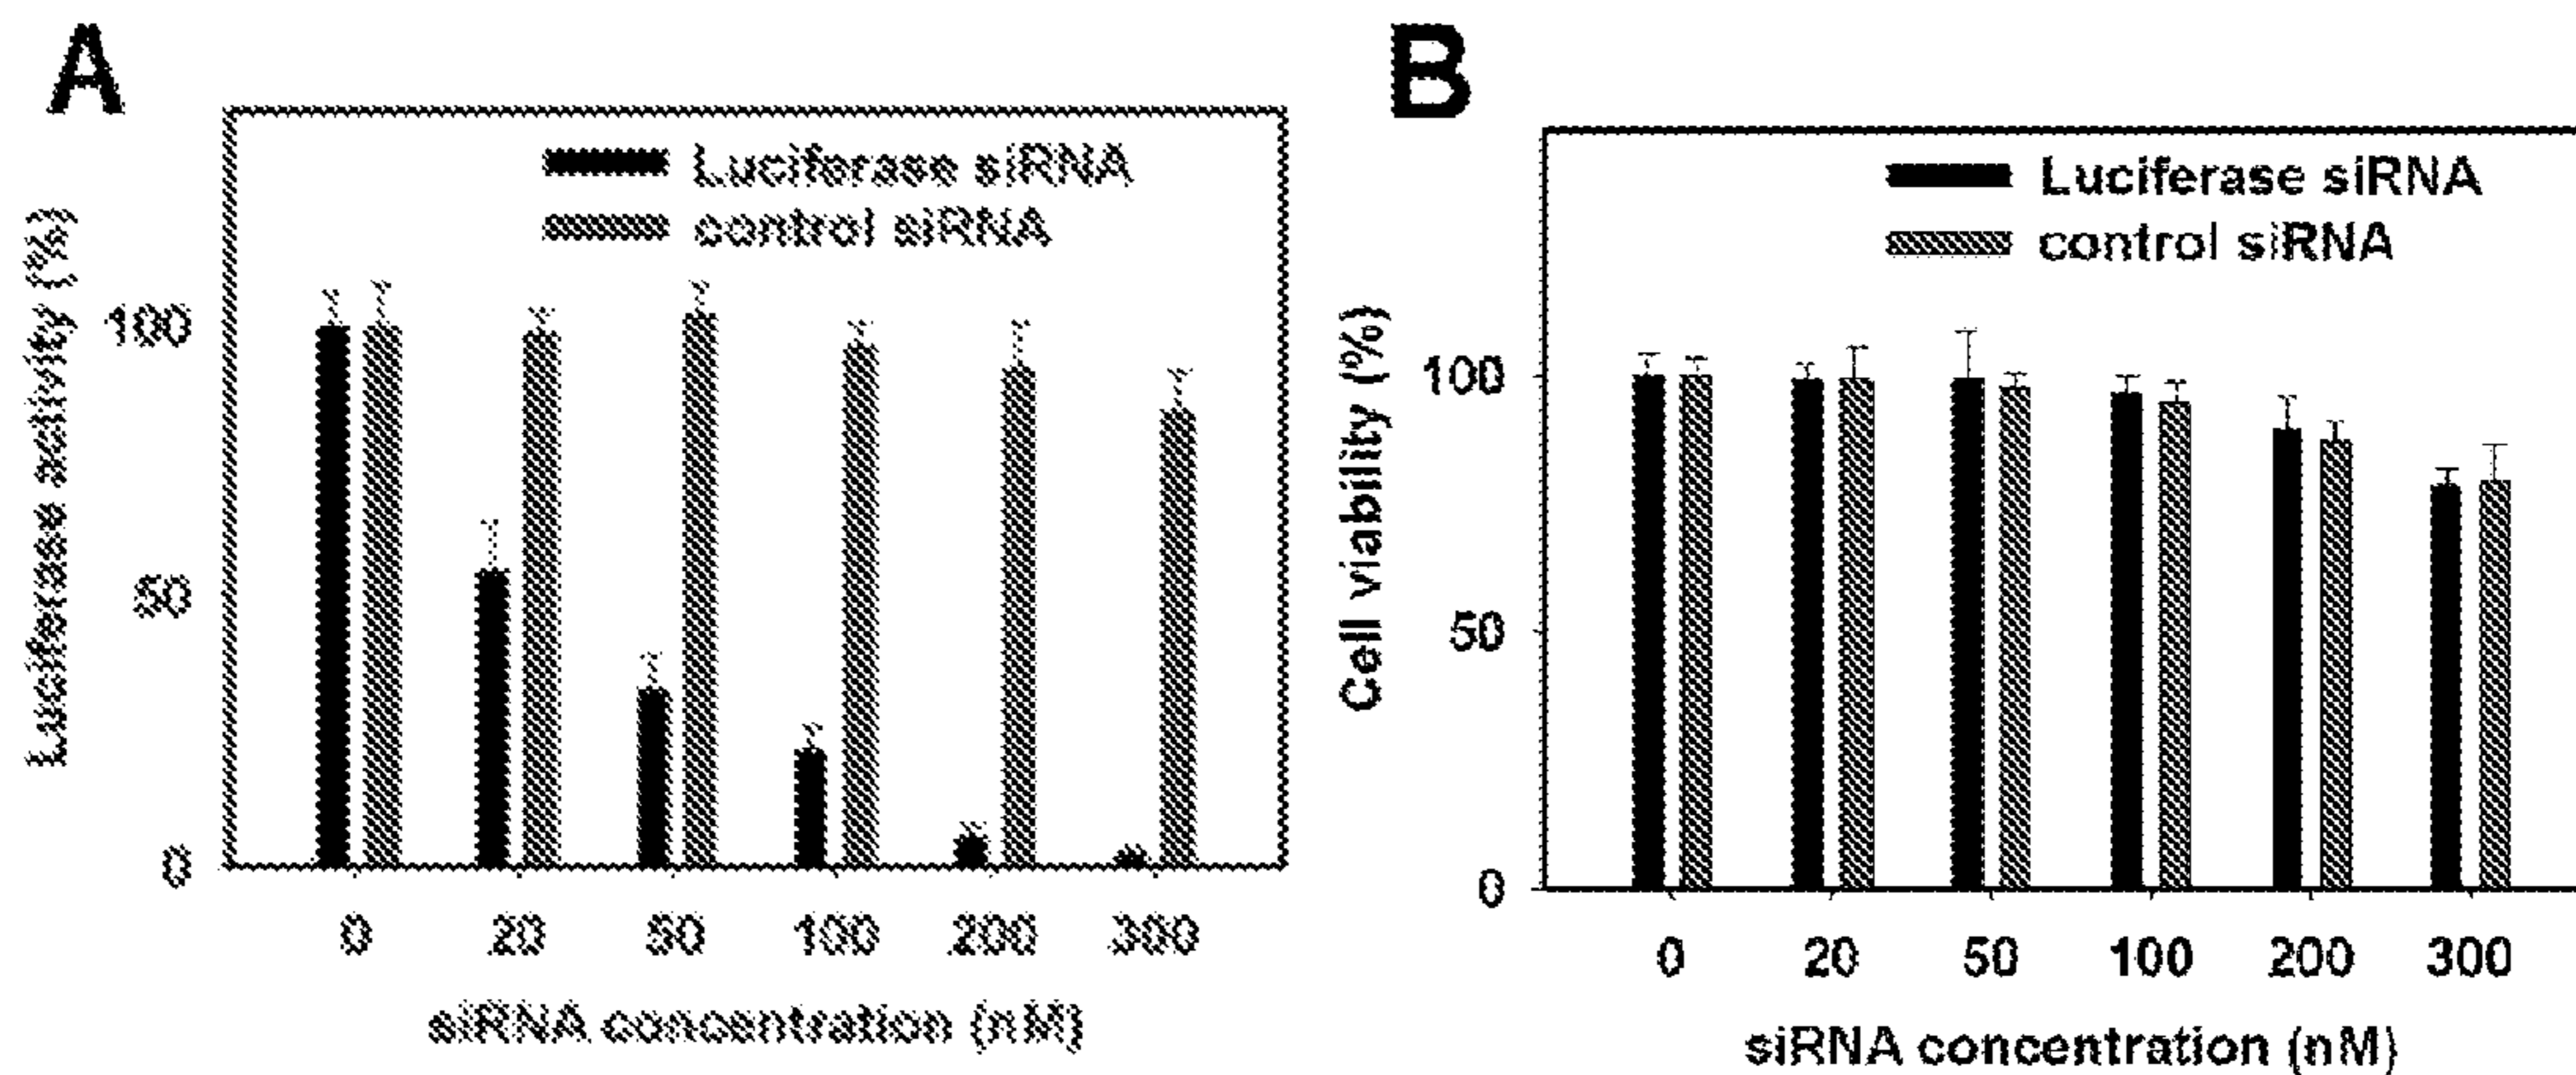 A
Luciferase siRNA
control siRNA
Luciferase activity (%)
100
50
0
0 20 50 100 200 300
siRNA concentration (nM)
B
Luciferase siRNA
control siRNA
Cell viability (%)
100
50
0
0 20 50 100 200 300
siRNA concentration (nM)